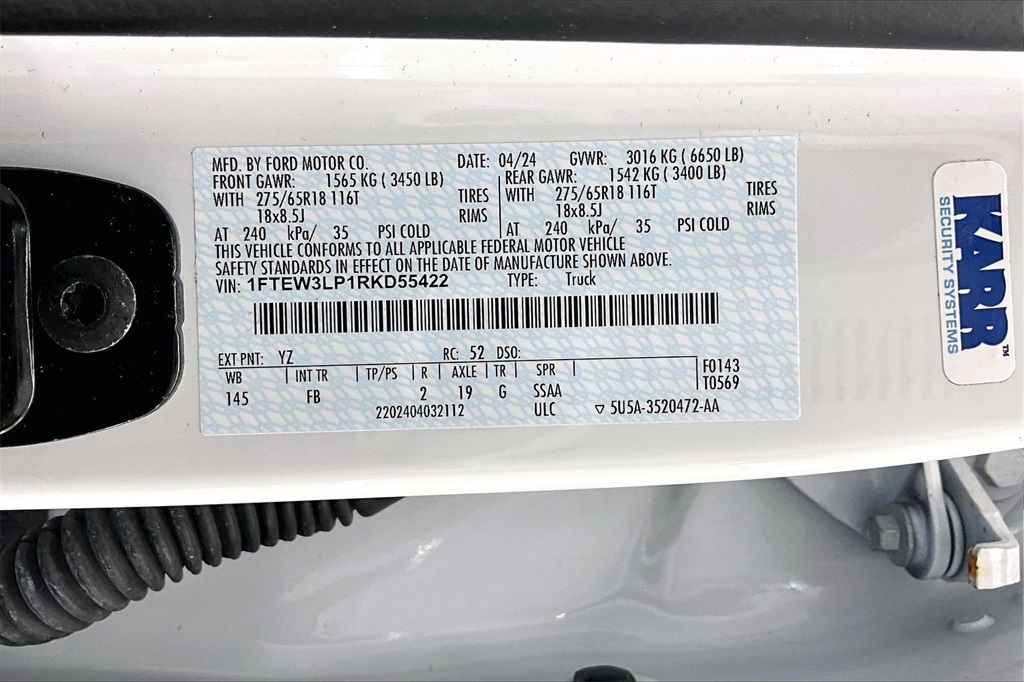 MFD. BY FORD MOTOR CO. DATE: 04/24 GVWR: 3016 KG ( 6650 LB)
FRONT GAWR: 1565 KG ( 3450 LB) REAR GAWR: 1542 KG ( 3400 LB)
WITH 275/65R18 116T TIRES WITH 275/65R18 116T TIRES
18x8.5J RIMS 18x8.5J RIMS
AT 240 kPa/ 35 PSI COLD AT 240 kPa/ 35 PSI COLD
THIS VEHICLE CONFORMS TO ALL APPLICABLE FEDERAL MOTOR VEHICLE
SAFETY STANDARDS IN EFFECT ON THE DATE OF MANUFACTURE SHOWN ABOVE.
VIN: 1FTEW3LP1RKD55422 TYPE: Truck
EXT PNT: YZ RC: 52 DSO:
WB INT TR TP/PS R AXLE TR SPR F0143
145 FB 2 19 G SSAA T0569
2202404032112 ULC 5U5A-3520472-AA
KARR™
SECURITY SYSTEMS